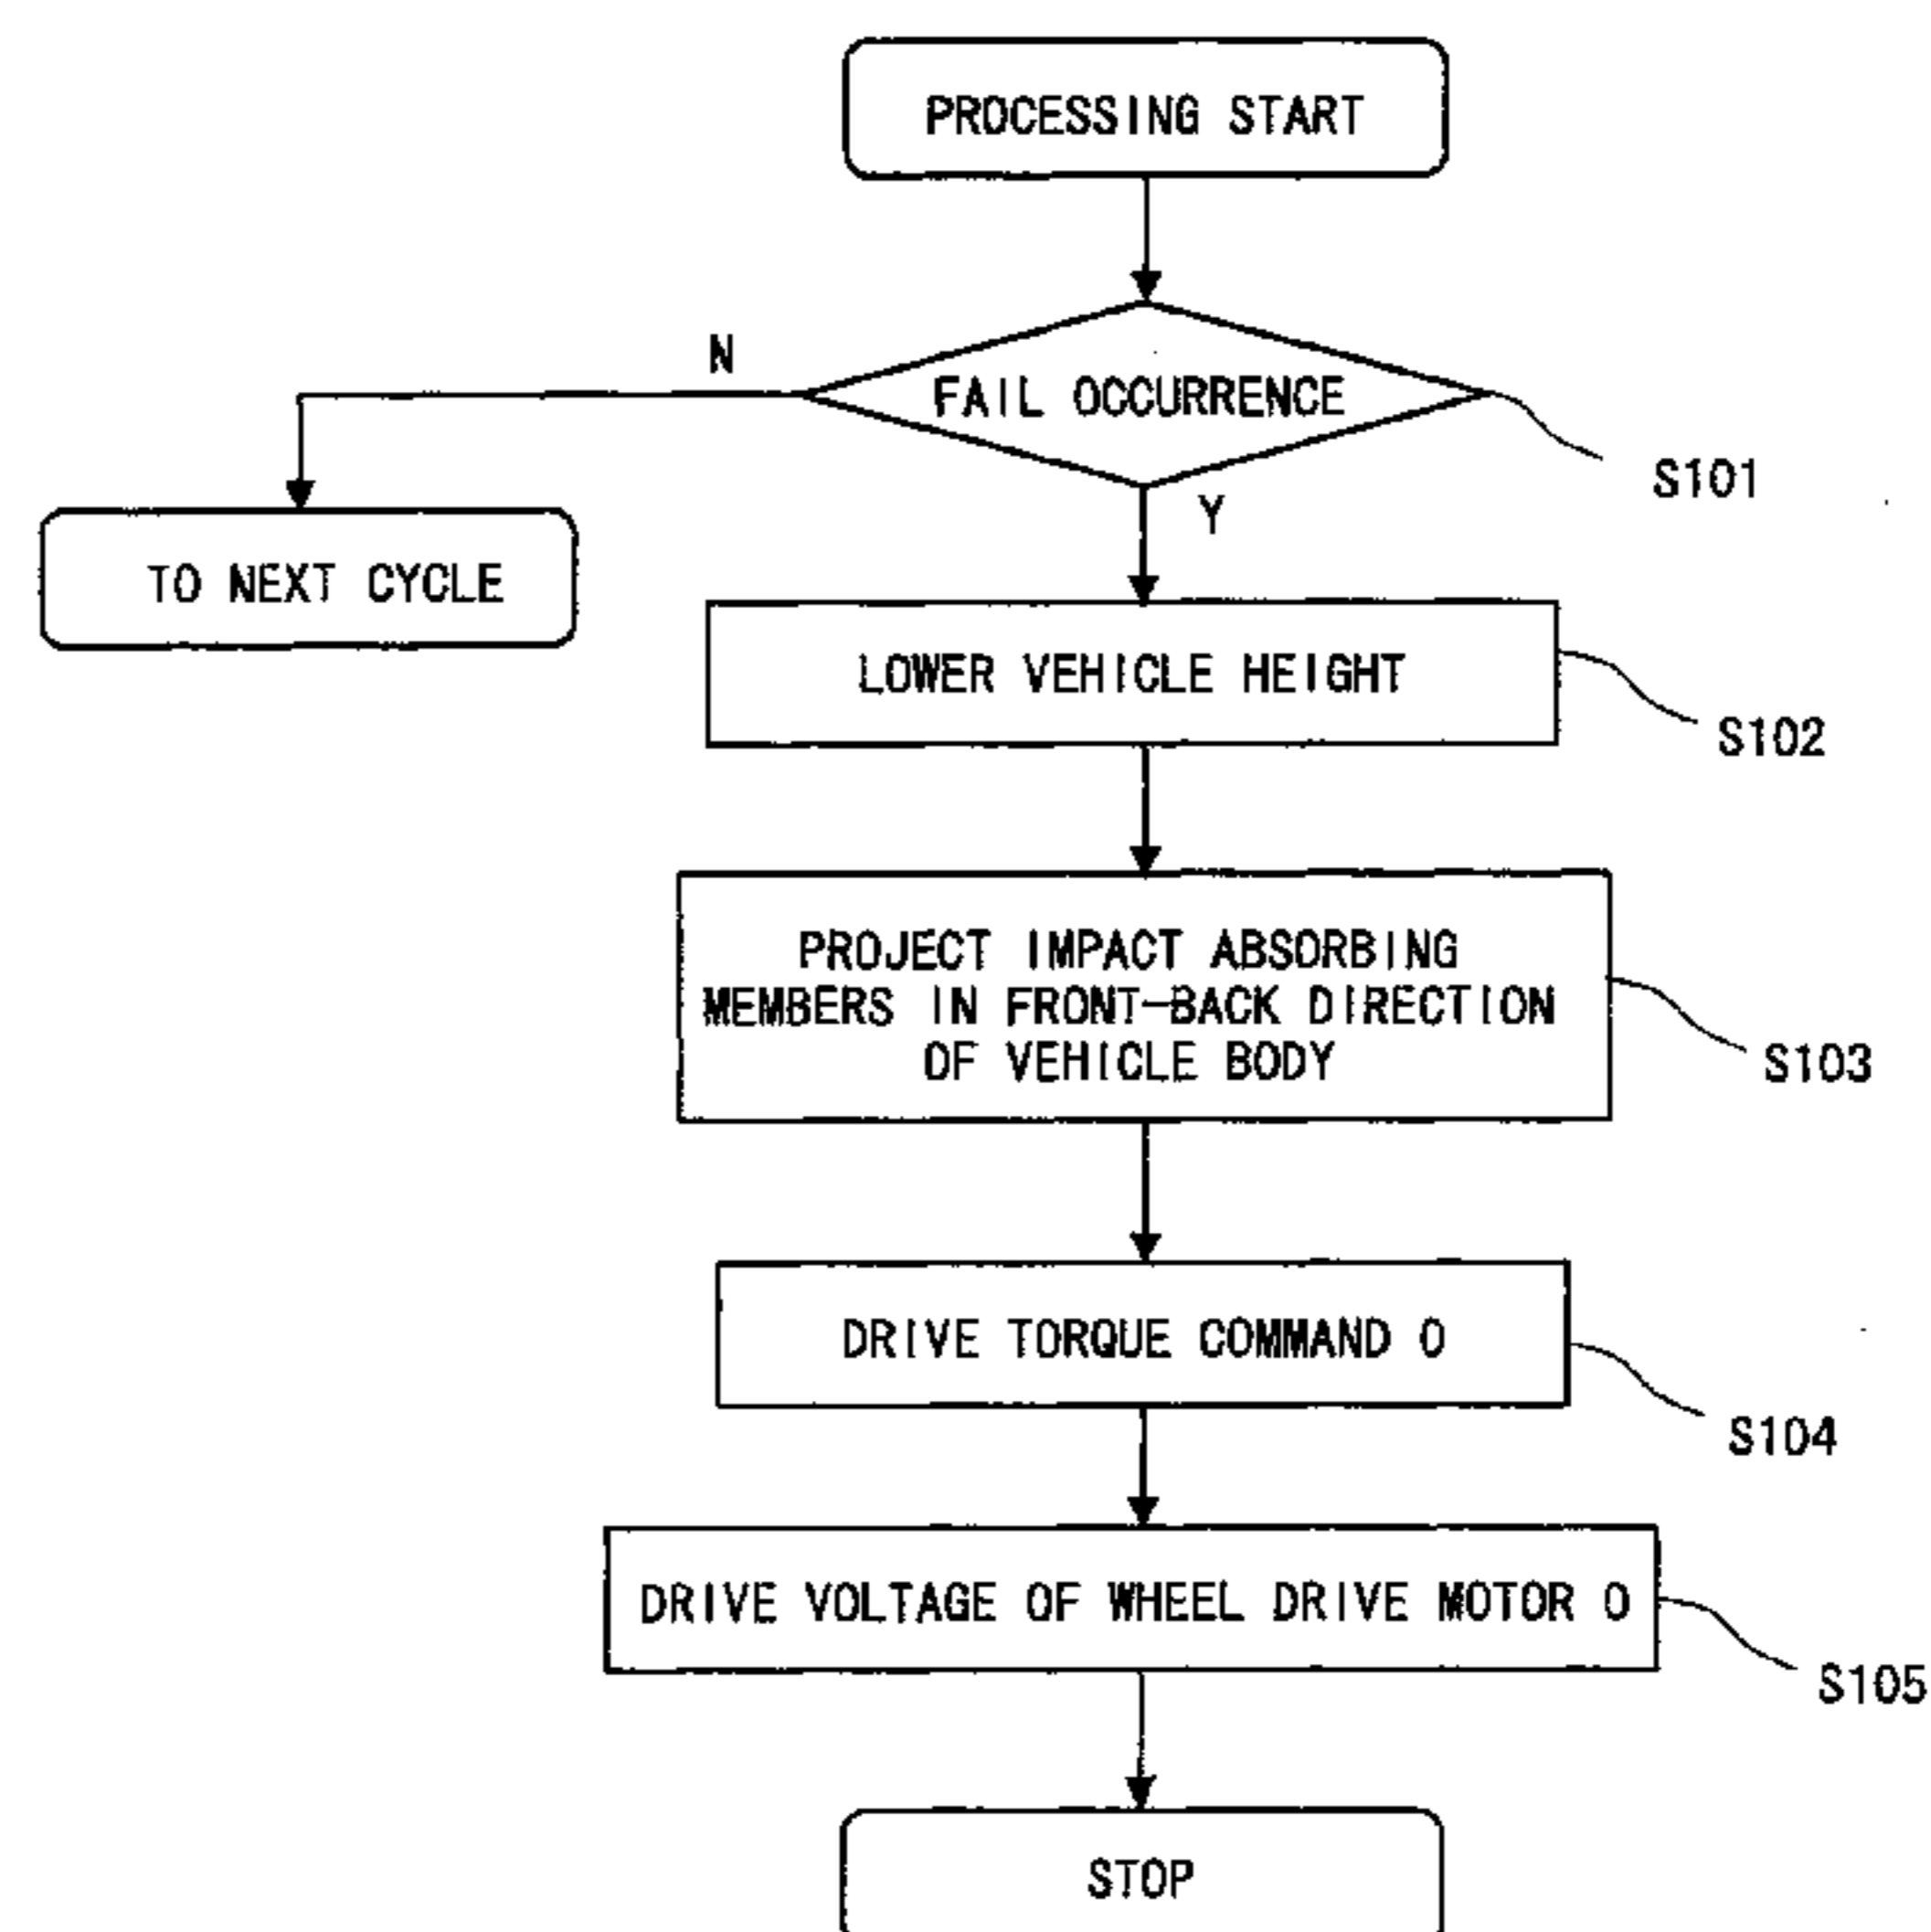 PROCESSING START
N
FAIL OCCURRENCE
S101
Y
TO NEXT CYCLE
LOWER VEHICLE HEIGHT
S102
PROJECT IMPACT ABSORBING
MEMBERS IN FRONT-BACK DIRECTION
OF VEHICLE BODY
S103
DRIVE TORQUE COMMAND 0
S104
DRIVE VOLTAGE OF WHEEL DRIVE MOTOR 0
S105
STOP